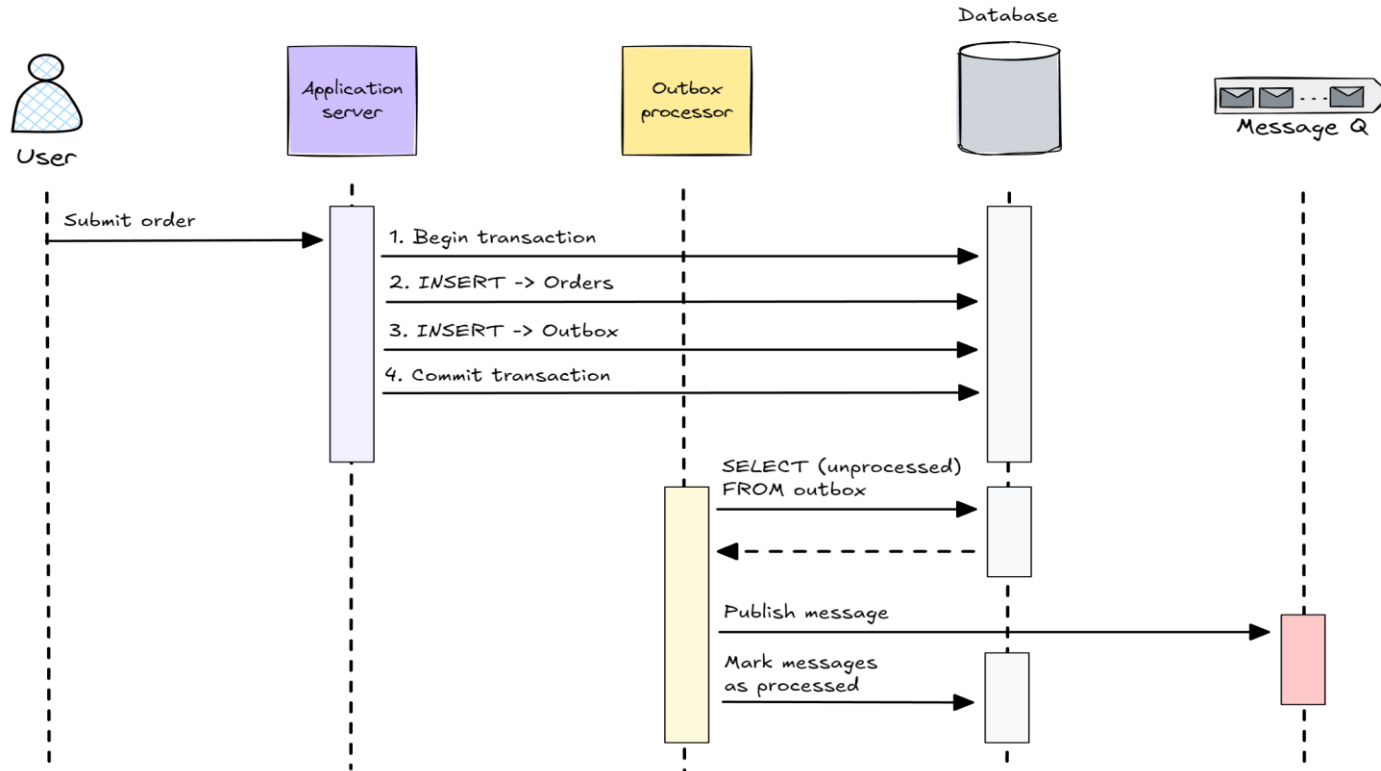 Database
Application
server
Outbox
processor
User
Message Q
Submit order
1. Begin transaction
2. INSERT -> Orders
3. INSERT -> Outbox
4. Commit transaction
SELECT (unprocessed)
FROM outbox
Publish message
Mark messages
as processed